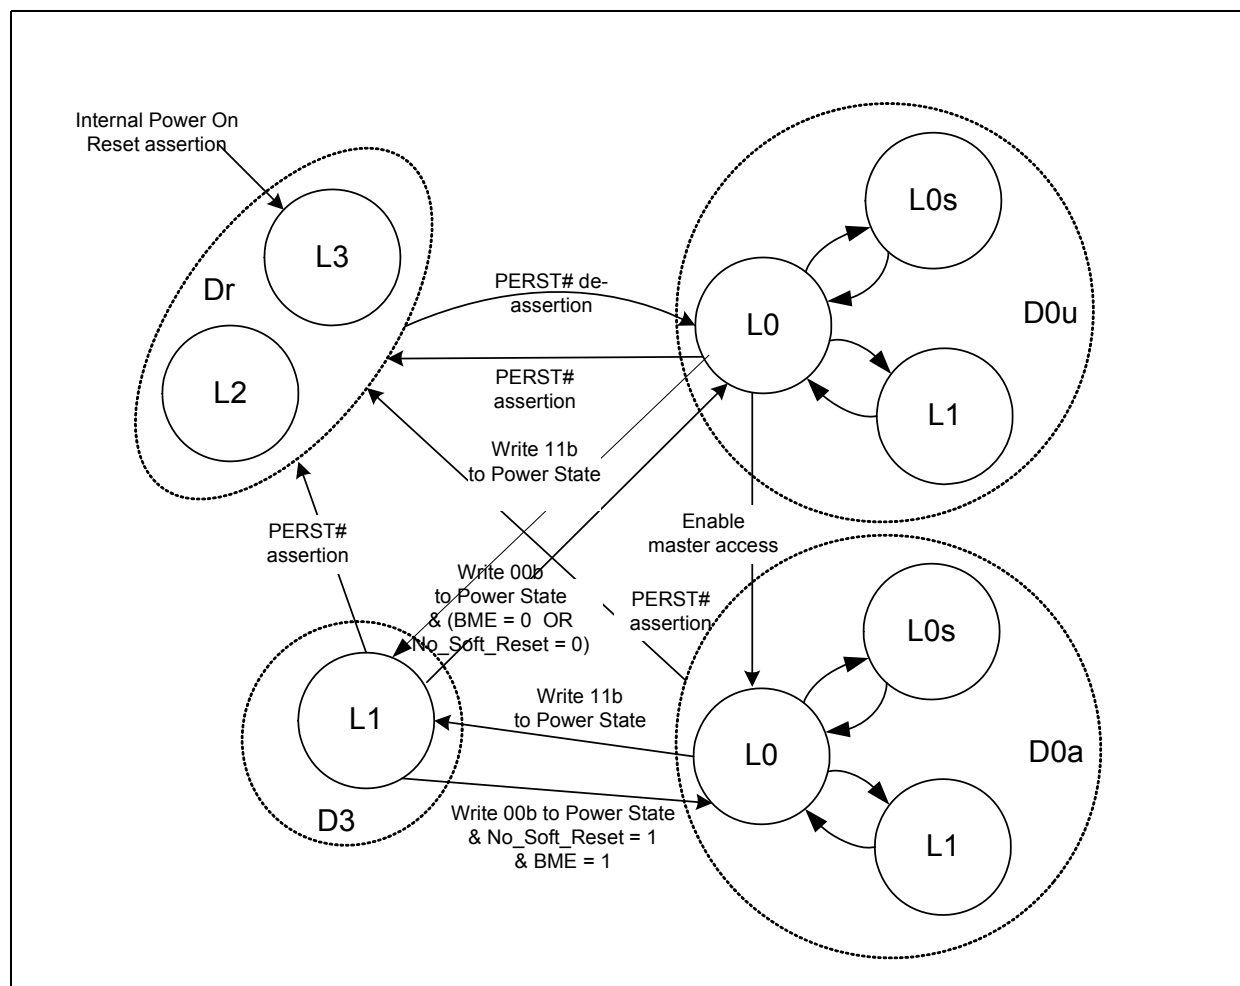 Internal Power On
Reset assertion
L3
Dr
L2
PERST# de-
assertion
PERST#
assertion
L0s
L0
D0u
L1
Write 11b
to Power State
Enable
master access
PERST#
assertion
Write 00b
to Power State
& (BME = 0 OR
No_Soft_Reset = 0)
PERST#
assertion
L1
D3
Write 11b
to Power State
Write 00b to Power State
& No_Soft_Reset = 1
& BME = 1
L0s
L0
D0a
L1